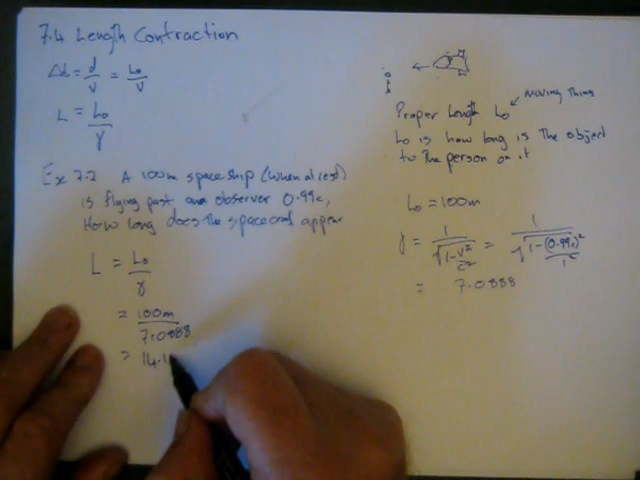 7.4 Length Contraction
Δt = d/v = L₀/v
L = L₀/γ
Ex 7.2 A 100m space ship (when at rest)
is flying past an observer 0.99c,
How long does the spacecraft appear
L = L₀/γ
= 100m/7.0888
= 14.1
Moving Thing
Proper Length L₀
L₀ is how long is the object
to the person on it
L₀ = 100m
γ = 1/√(1-v²/c²) = 1/√(1-(0.99c)²/c²)
= 7.0888